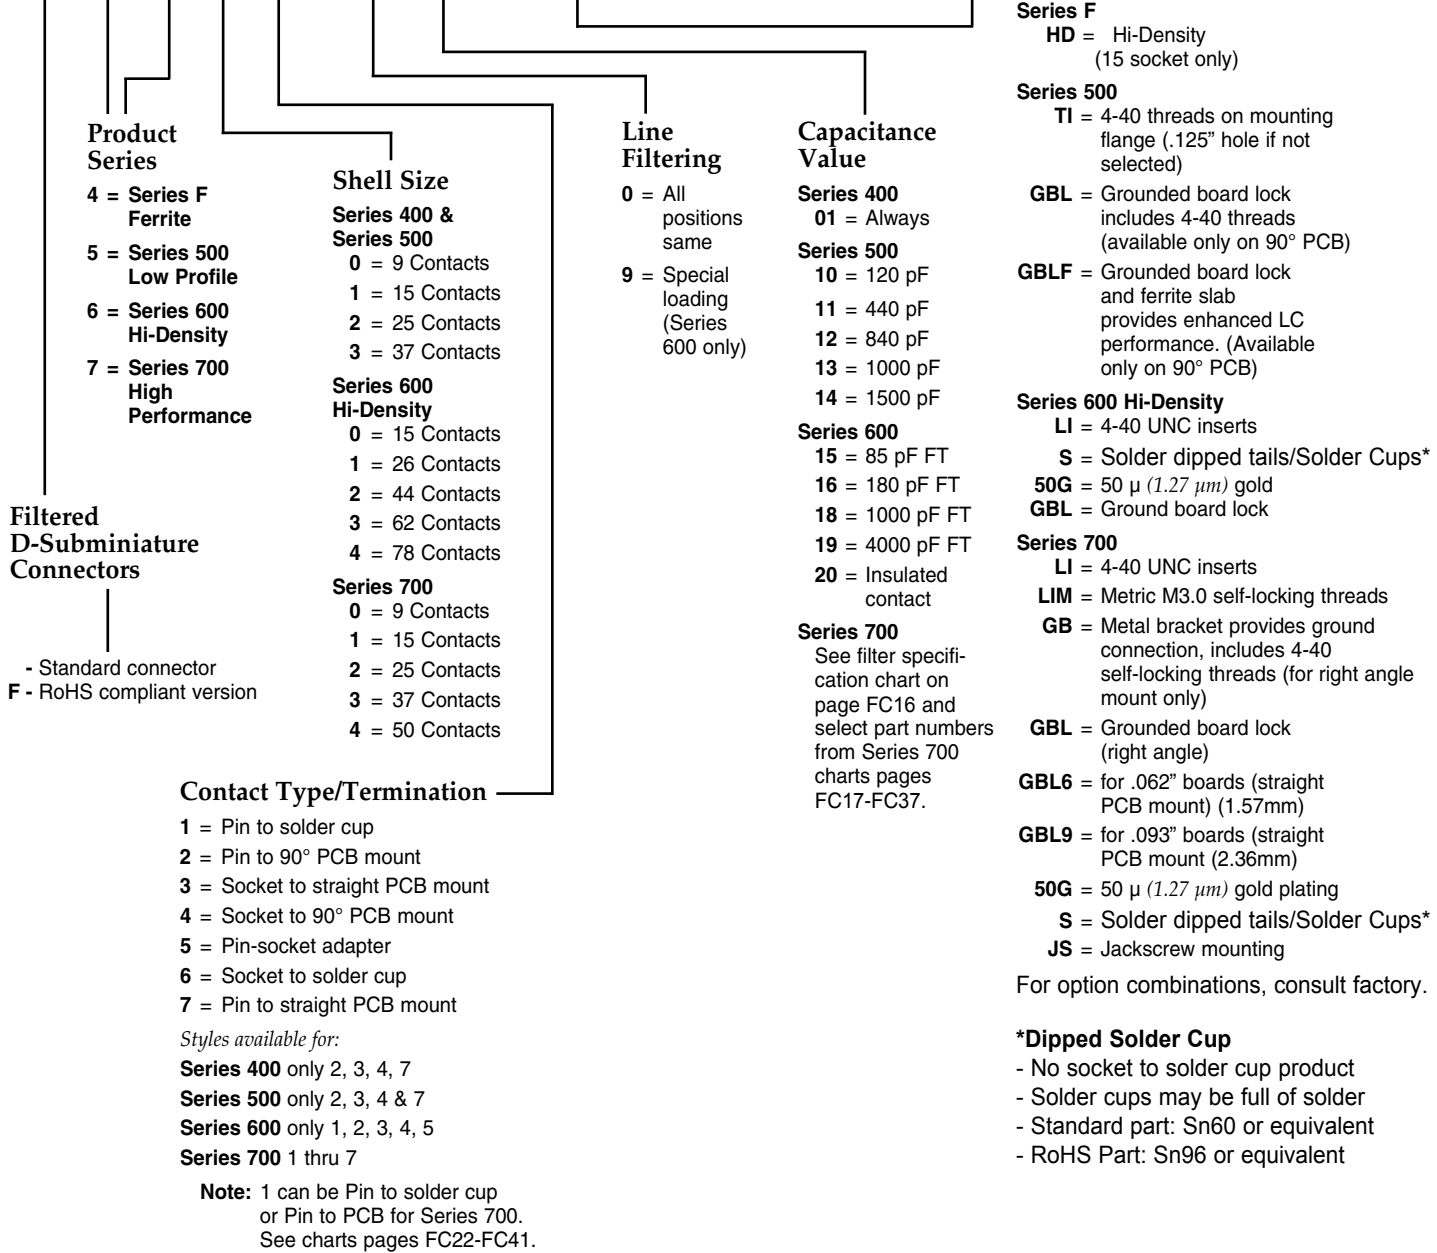 Product
Series
4 = Series F
Ferrite
5 = Series 500
Low Profile
6 = Series 600
Hi-Density
7 = Series 700
High
Performance
Filtered
D-Subminiature
Connectors
- Standard connector
F - RoHS compliant version
Shell Size
Series 400 &
Series 500
0 = 9 Contacts
1 = 15 Contacts
2 = 25 Contacts
3 = 37 Contacts
Series 600
Hi-Density
0 = 15 Contacts
1 = 26 Contacts
2 = 44 Contacts
3 = 62 Contacts
4 = 78 Contacts
Series 700
0 = 9 Contacts
1 = 15 Contacts
2 = 25 Contacts
3 = 37 Contacts
4 = 50 Contacts
Contact Type/Termination
1 = Pin to solder cup
2 = Pin to 90° PCB mount
3 = Socket to straight PCB mount
4 = Socket to 90° PCB mount
5 = Pin-socket adapter
6 = Socket to solder cup
7 = Pin to straight PCB mount
Styles available for:
Series 400 only 2, 3, 4, 7
Series 500 only 2, 3, 4 & 7
Series 600 only 1, 2, 3, 4, 5
Series 700 1 thru 7
Note: 1 can be Pin to solder cup
or Pin to PCB for Series 700.
See charts pages FC22-FC41.
Line
Filtering
0 = All
positions
same
9 = Special
loading
(Series
600 only)
Capacitance
Value
Series 400
01 = Always
Series 500
10 = 120 pF
11 = 440 pF
12 = 840 pF
13 = 1000 pF
14 = 1500 pF
Series 600
15 = 85 pF FT
16 = 180 pF FT
18 = 1000 pF FT
19 = 4000 pF FT
20 = Insulated
contact
Series 700
See filter specifi-
cation chart on
page FC16 and
select part numbers
from Series 700
charts pages
FC17-FC37.
Series F
HD = Hi-Density
(15 socket only)
Series 500
TI = 4-40 threads on mounting
flange (.125” hole if not
selected)
GBL = Grounded board lock
includes 4-40 threads
(available only on 90° PCB)
GBLF = Grounded board lock
and ferrite slab
provides enhanced LC
performance. (Available
only on 90° PCB)
Series 600 Hi-Density
LI = 4-40 UNC inserts
S = Solder dipped tails/Solder Cups*
50G = 50 µ (1.27 µm) gold
GBL = Ground board lock
Series 700
LI = 4-40 UNC inserts
LIM = Metric M3.0 self-locking threads
GB = Metal bracket provides ground
connection, includes 4-40
self-locking threads (for right angle
mount only)
GBL = Grounded board lock
(right angle)
GBL6 = for .062” boards (straight
PCB mount) (1.57mm)
GBL9 = for .093” boards (straight
PCB mount (2.36mm)
50G = 50 µ (1.27 µm) gold plating
S = Solder dipped tails/Solder Cups*
JS = Jackscrew mounting
For option combinations, consult factory.
*Dipped Solder Cup
- No socket to solder cup product
- Solder cups may be full of solder
- Standard part: Sn60 or equivalent
- RoHS Part: Sn96 or equivalent